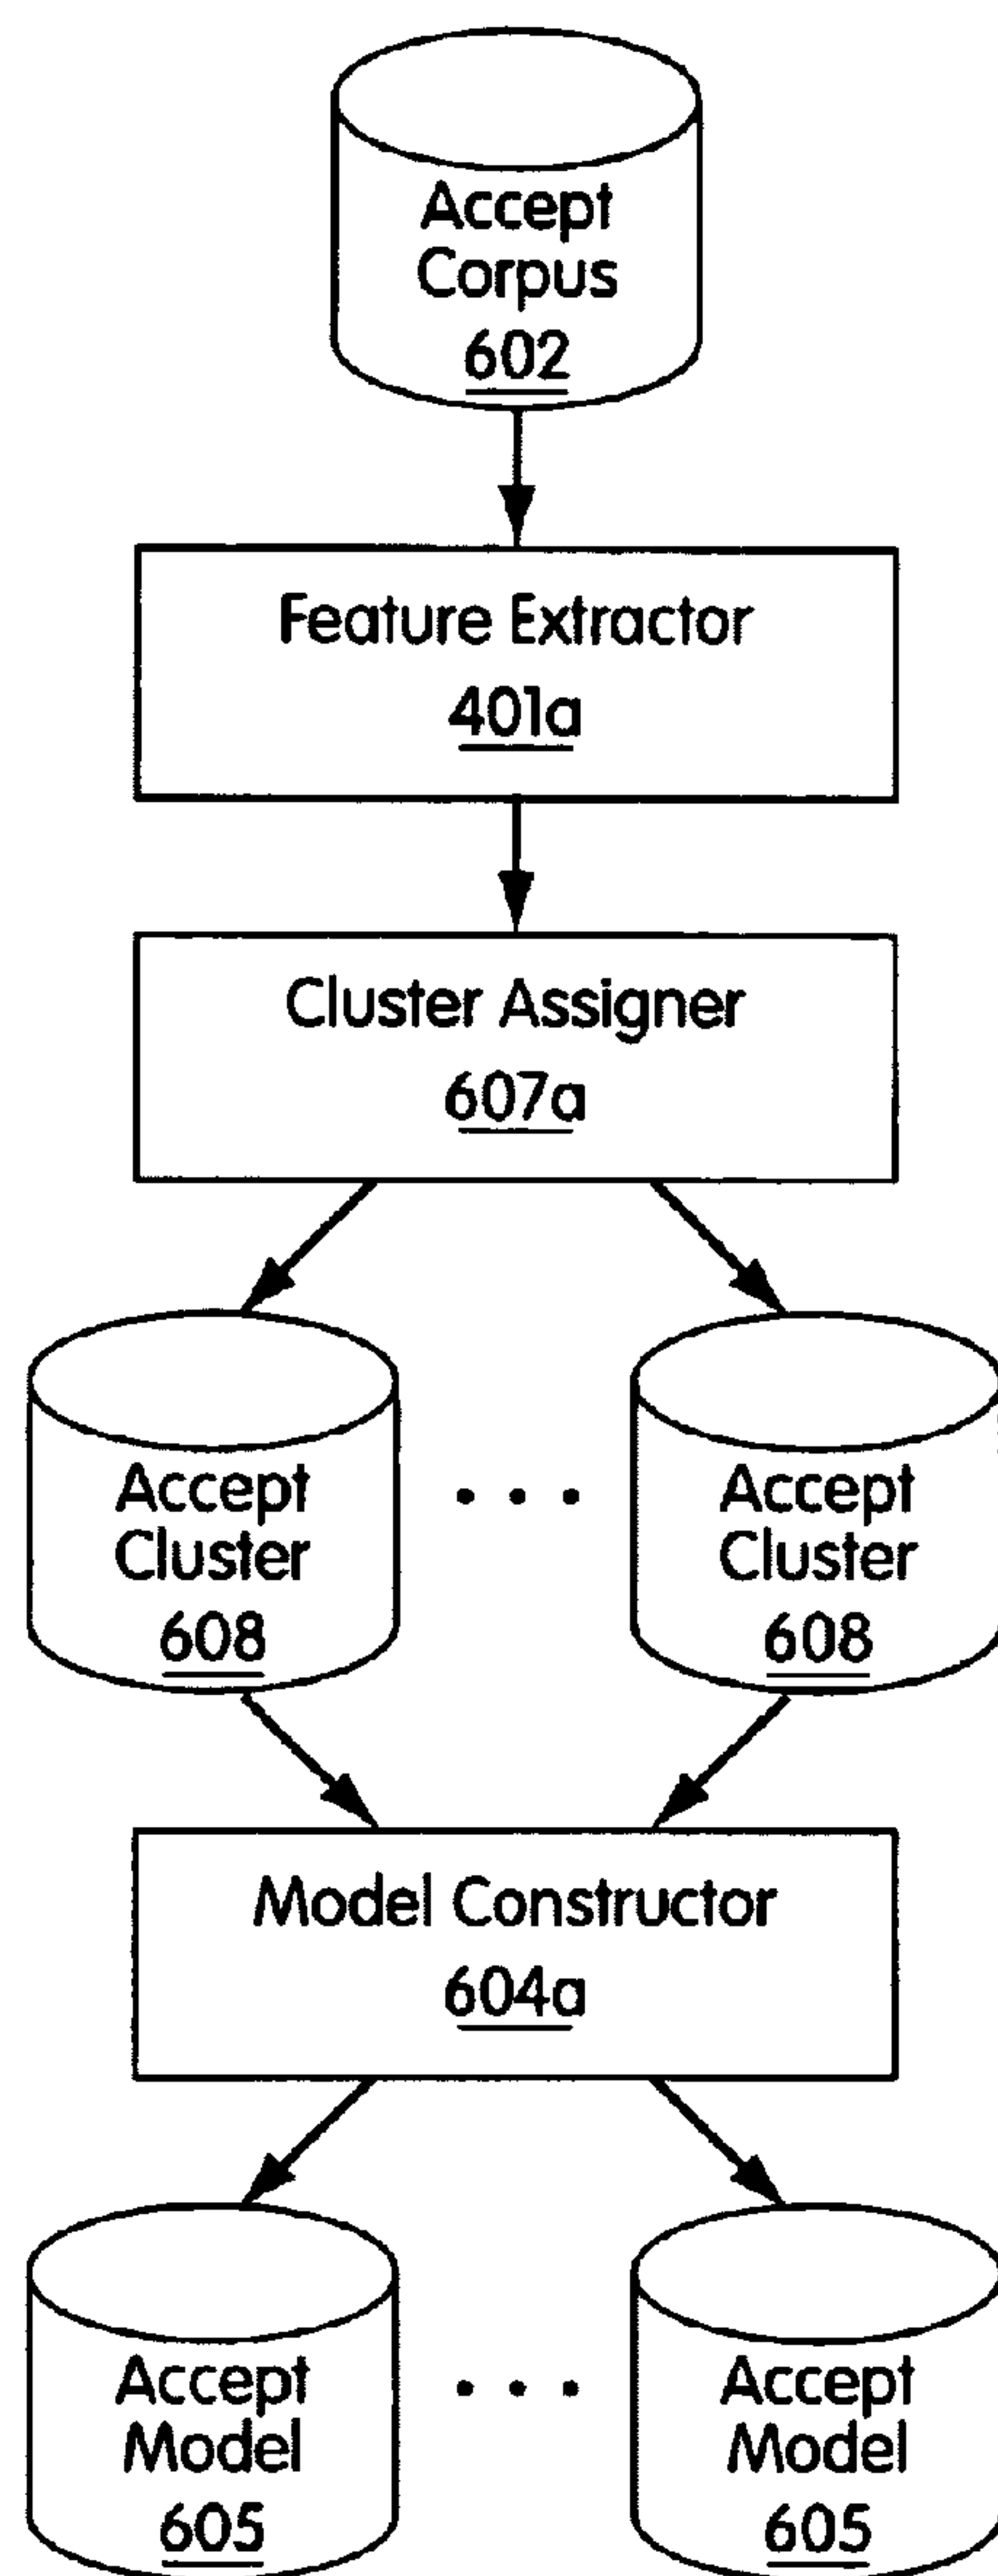 Accept
Corpus
602
Feature Extractor
401a
Cluster Assigner
607a
Accept
Cluster
608
• • •
Accept
Cluster
608
Model Constructor
604a
Accept
Model
605
• • •
Accept
Model
605